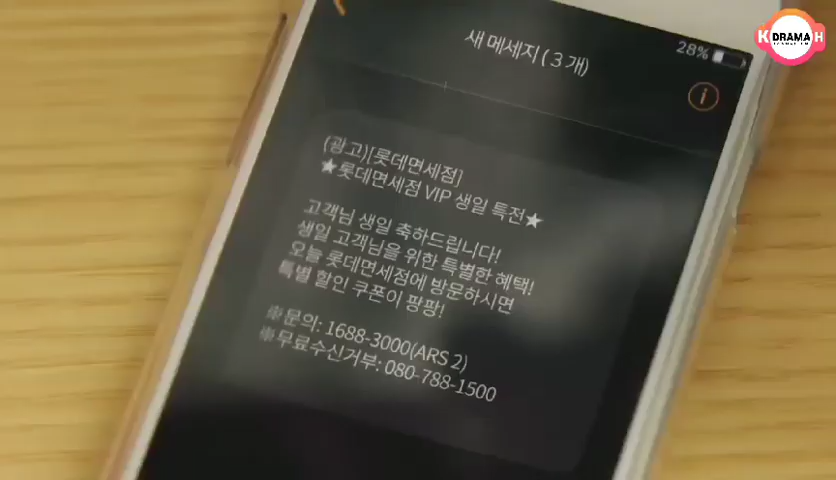 K DRAMA H
28%
새 메세지 ( 3 개)
(광고)[롯데면세점]
★롯데면세점 VIP 생일 특전★
고객님 생일 축하드립니다!
생일 고객님을 위한 특별한 혜택!
오늘 롯데면세점에 방문하시면
특별 할인 쿠폰이 팡팡!
※문의: 1688-3000(ARS 2)
※무료수신거부: 080-788-1500